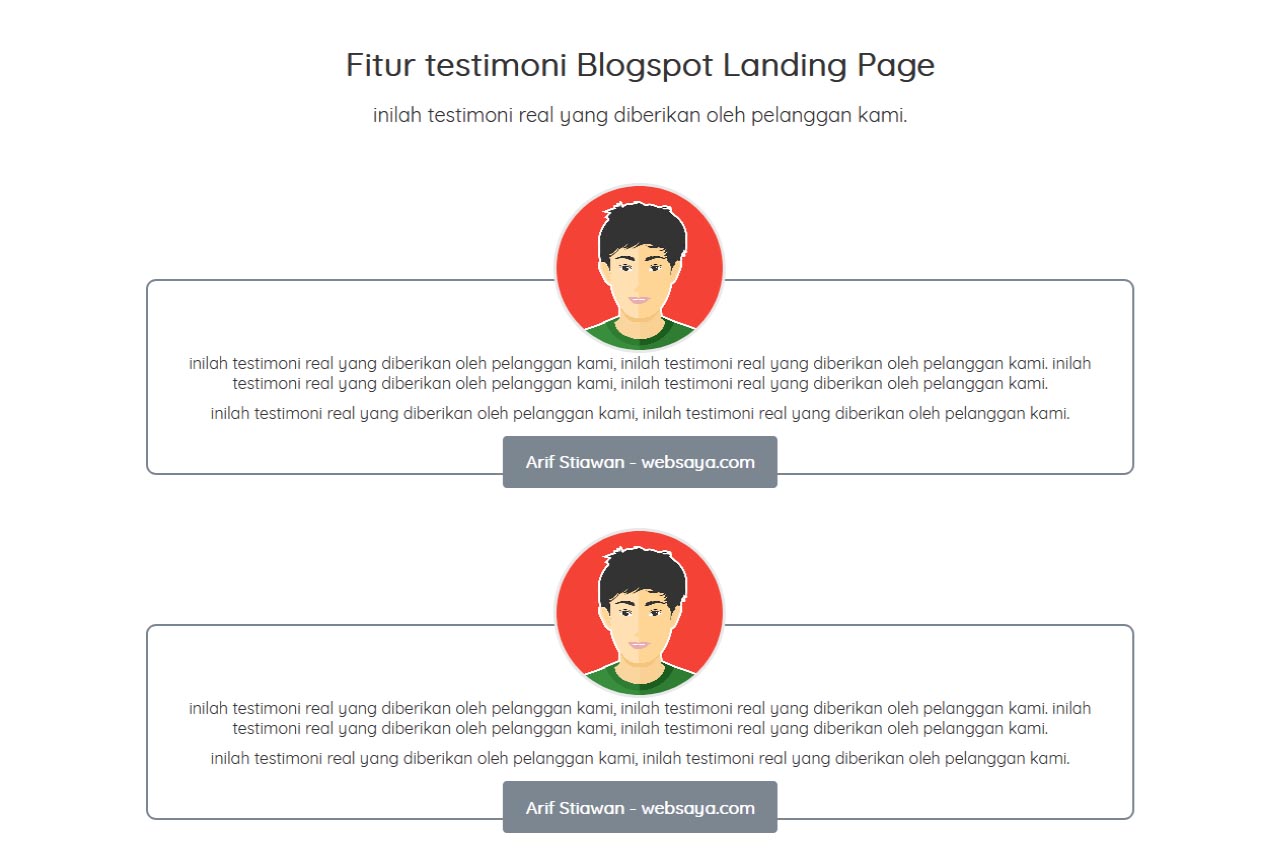 Fitur testimoni Blogspot Landing Page
inilah testimoni real yang diberikan oleh pelanggan kami.
inilah testimoni real yang diberikan oleh pelanggan kami, inilah testimoni real yang diberikan oleh pelanggan kami. inilah
testimoni real yang diberikan oleh pelanggan kami, inilah testimoni real yang diberikan oleh pelanggan kami.
inilah testimoni real yang diberikan oleh pelanggan kami, inilah testimoni real yang diberikan oleh pelanggan kami.
Arif Stiawan - websaya.com
inilah testimoni real yang diberikan oleh pelanggan kami, inilah testimoni real yang diberikan oleh pelanggan kami. inilah
testimoni real yang diberikan oleh pelanggan kami, inilah testimoni real yang diberikan oleh pelanggan kami.
inilah testimoni real yang diberikan oleh pelanggan kami, inilah testimoni real yang diberikan oleh pelanggan kami.
Arif Stiawan - websaya.com